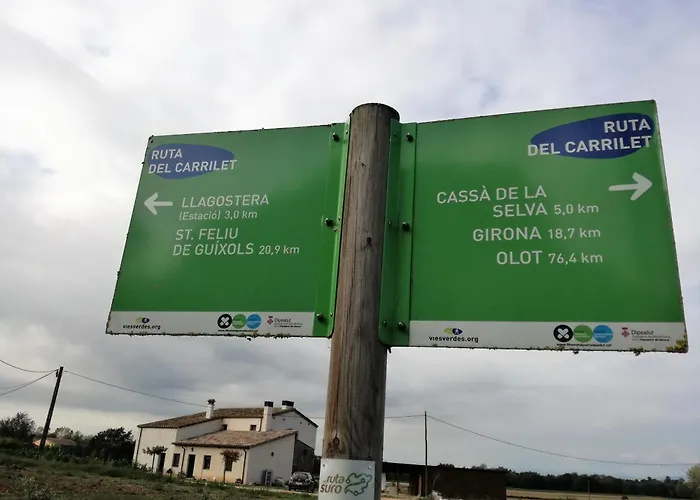 RUTA
DEL CARRILET
LLAGOSTERA
(Estació) 3,0 km
ST. FELIU
DE GUÍXOLS 20,9 km
viesverdes.org
Dipsalut
RUTA
DEL CARRILET
CASSÀ DE LA
SELVA 5,0 km
GIRONA 18,7 km
OLOT 76,4 km
viesverdes.org
Dipsalut
ruta
suro